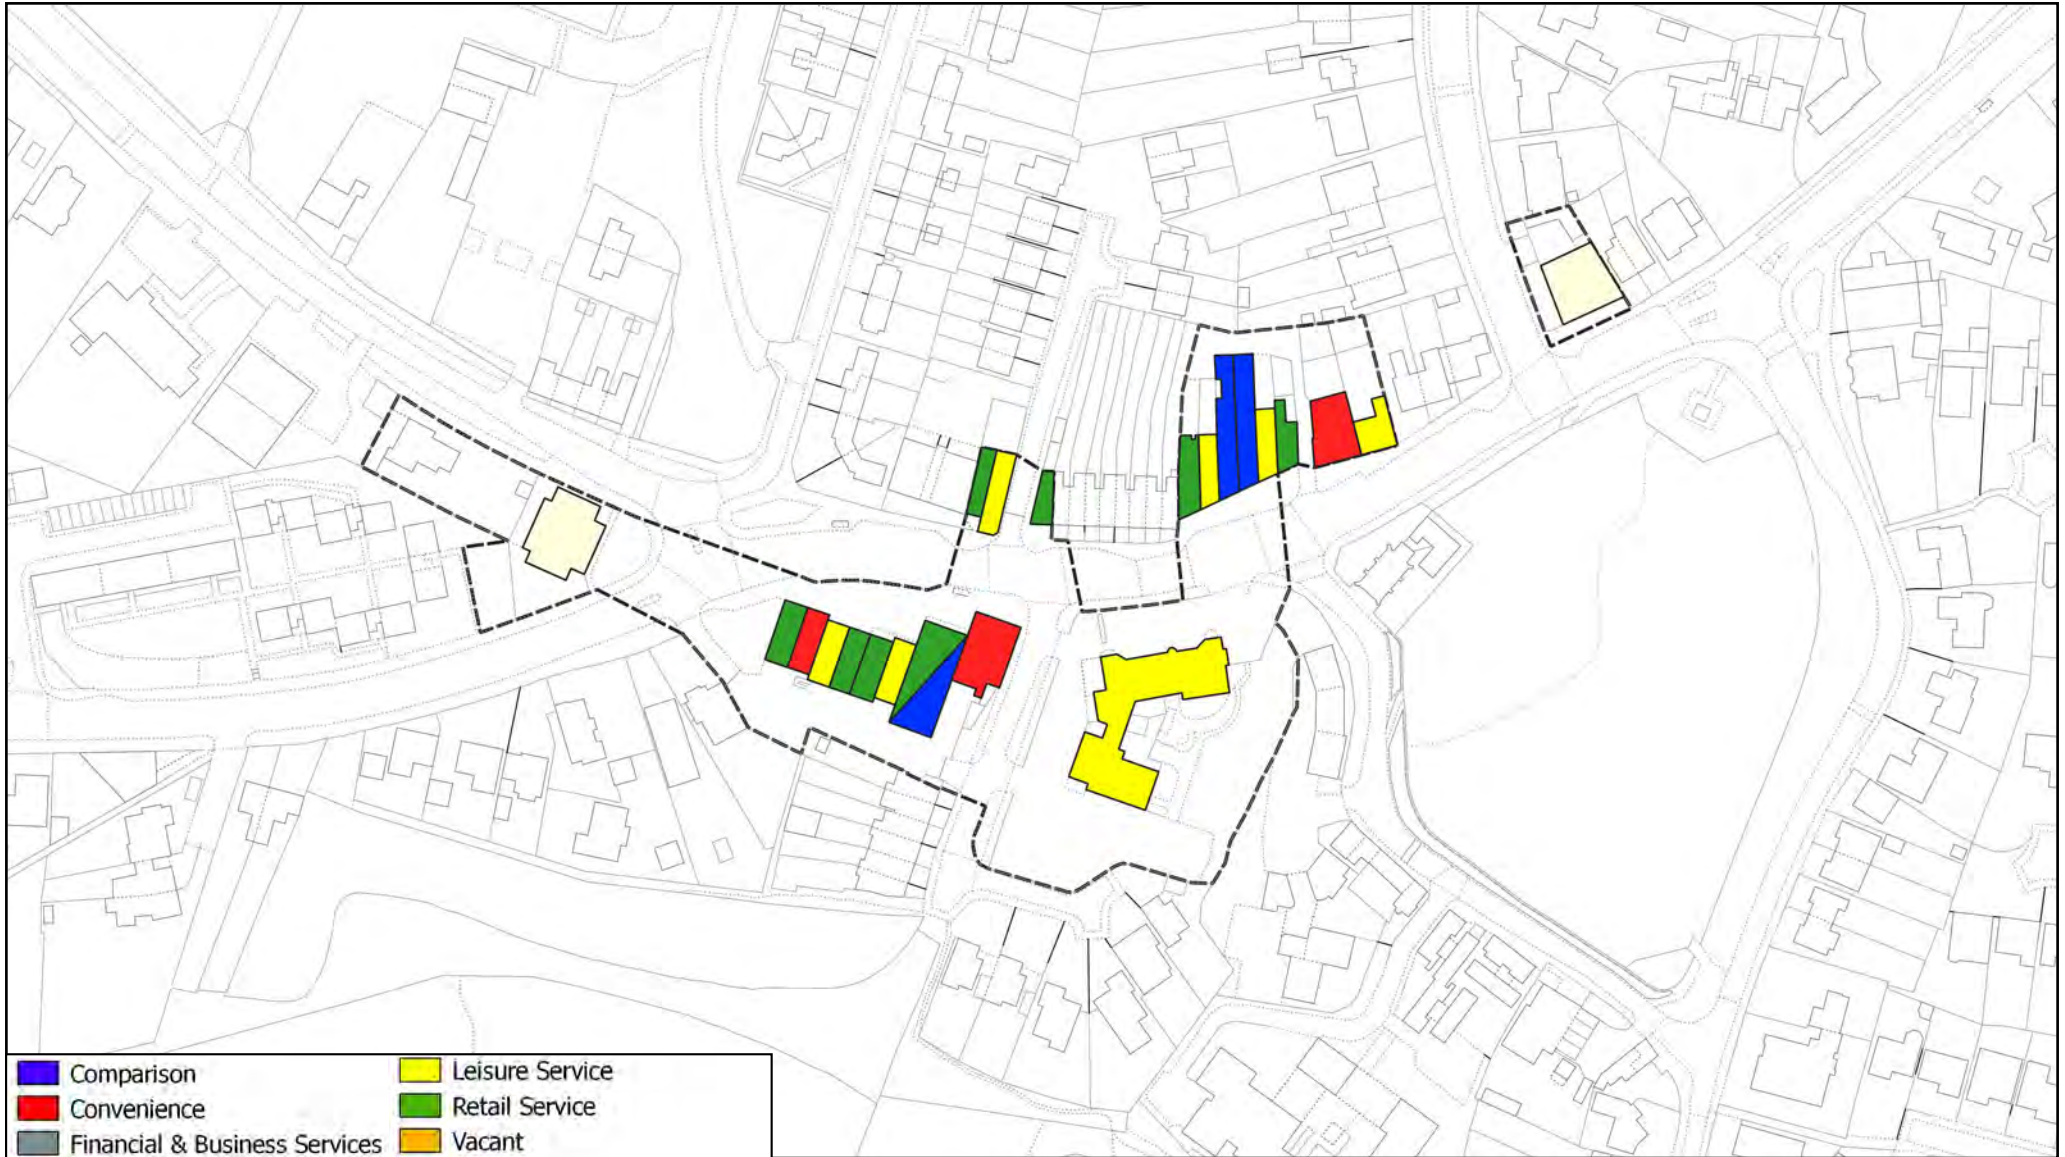 Comparison
Convenience
Financial & Business Services
Leisure Service
Retail Service
Vacant